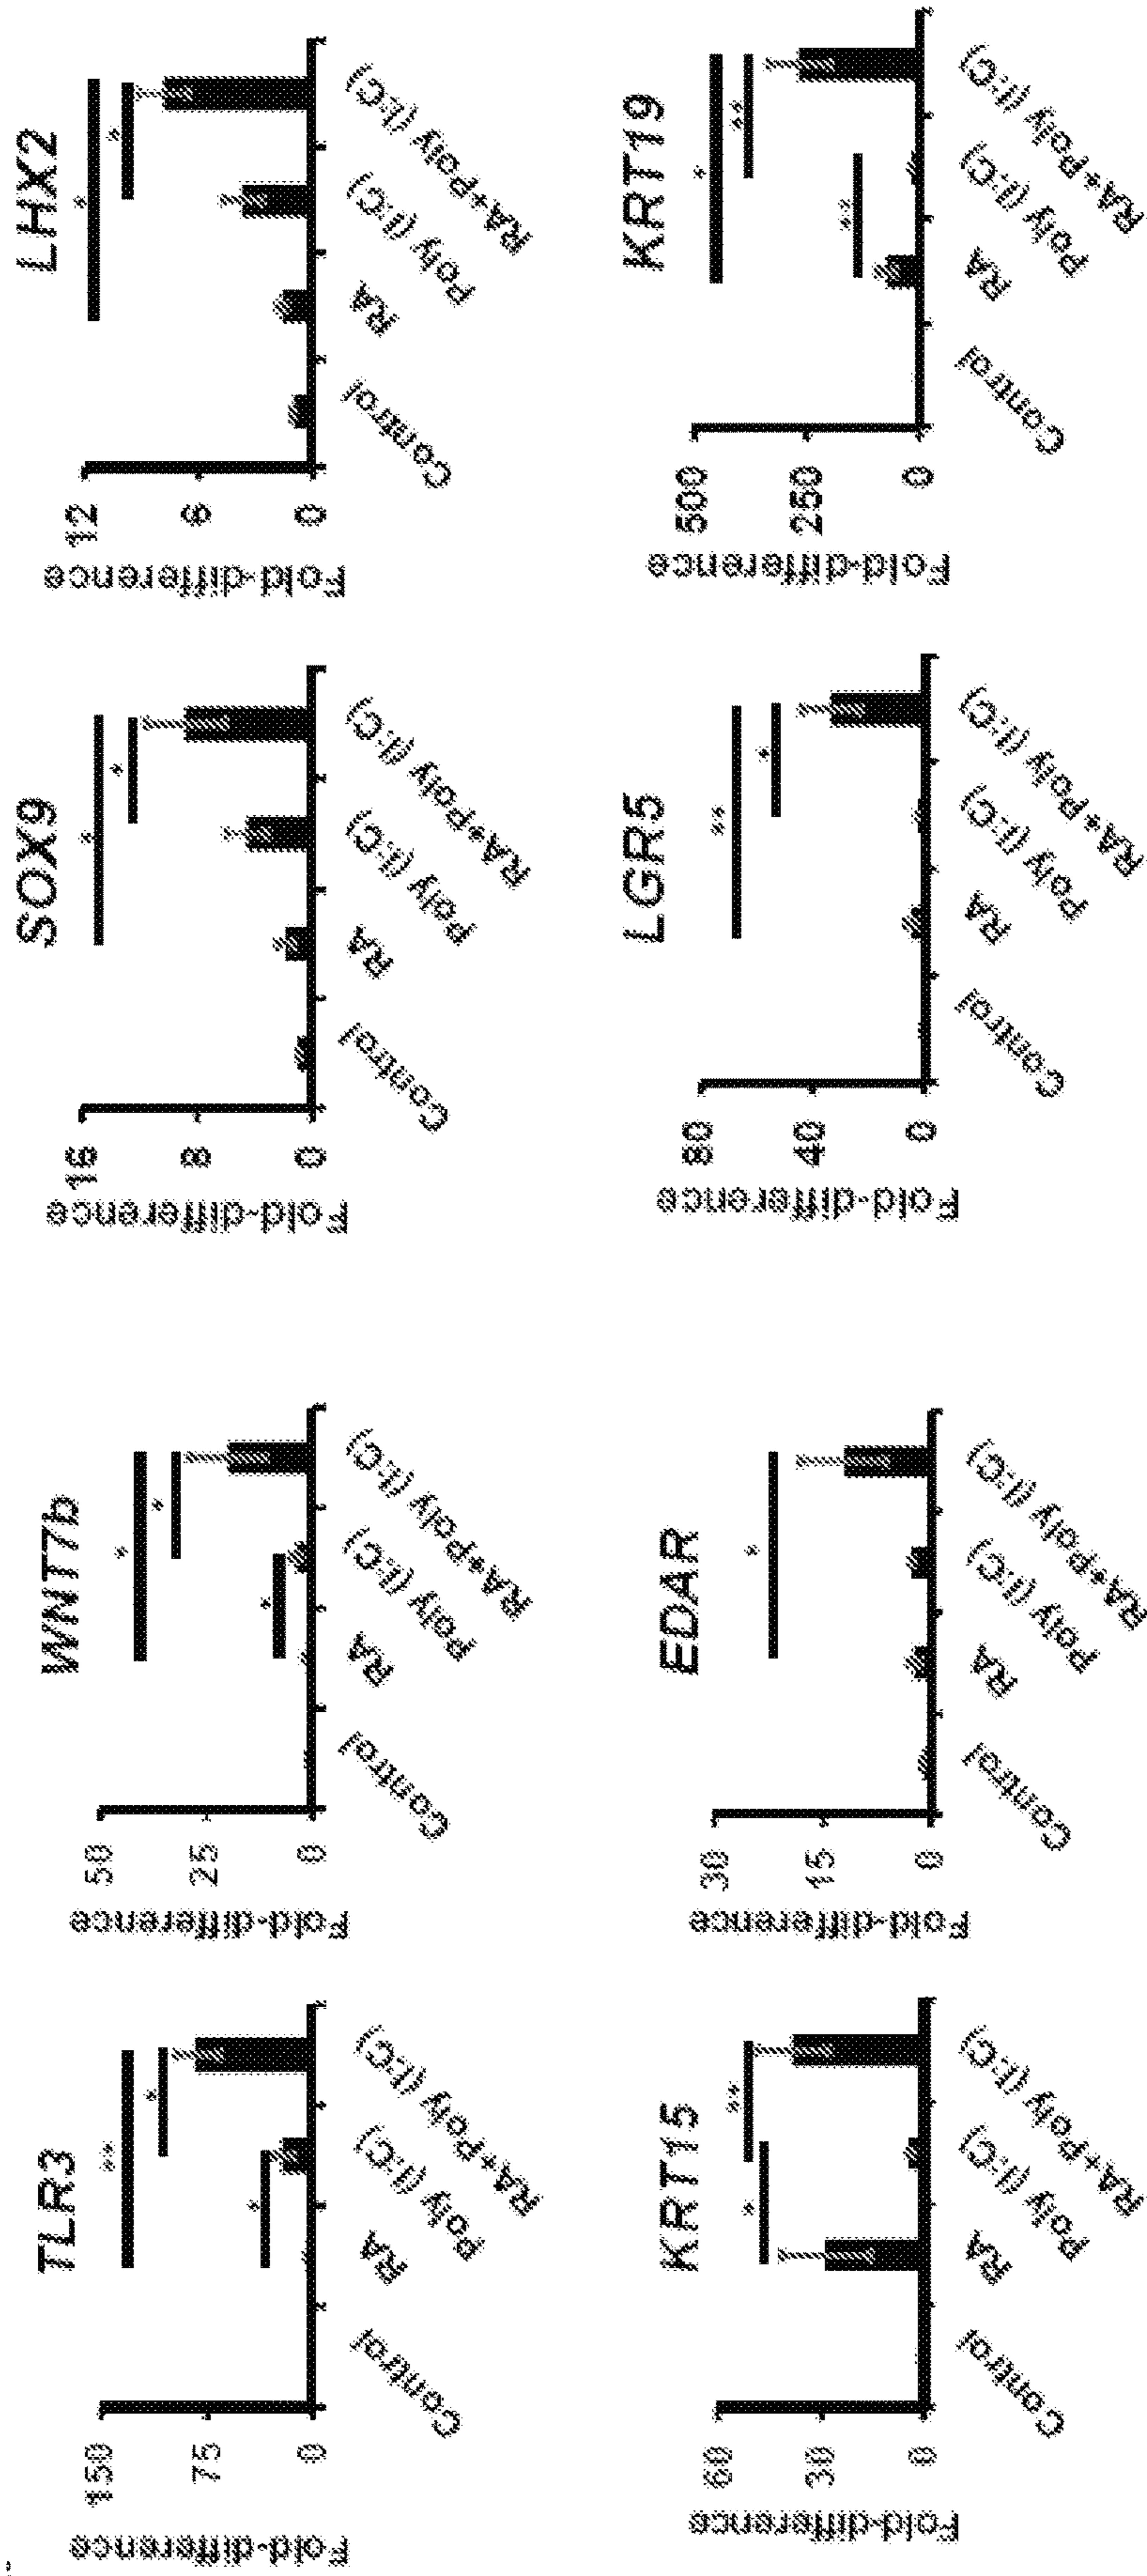 TLR3
Fold-difference
150
75
0
Control
RA
Poly (I:C)
RA+Poly (I:C)
**
*
*
WNT7b
Fold-difference
50
25
0
Control
RA
Poly (I:C)
RA+Poly (I:C)
*
*
*
SOX9
Fold-difference
16
8
0
Control
RA
Poly (I:C)
RA+Poly (I:C)
*
*
LHX2
Fold-difference
12
6
0
Control
RA
Poly (I:C)
RA+Poly (I:C)
*
*
KRT15
Fold-difference
60
30
0
Control
RA
Poly (I:C)
RA+Poly (I:C)
**
*
EDAR
Fold-difference
30
15
0
Control
RA
Poly (I:C)
RA+Poly (I:C)
*
LGR5
Fold-difference
80
40
0
Control
RA
Poly (I:C)
RA+Poly (I:C)
**
*
KRT19
Fold-difference
500
250
0
Control
RA
Poly (I:C)
RA+Poly (I:C)
*
**
**